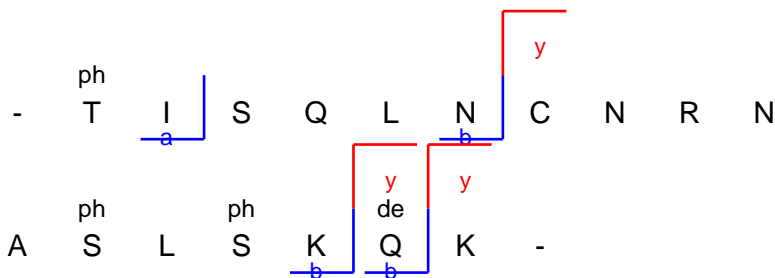 y
ph
- T I S Q L N C N R N
a b
y y
ph ph de
A S L S K Q K -
b b